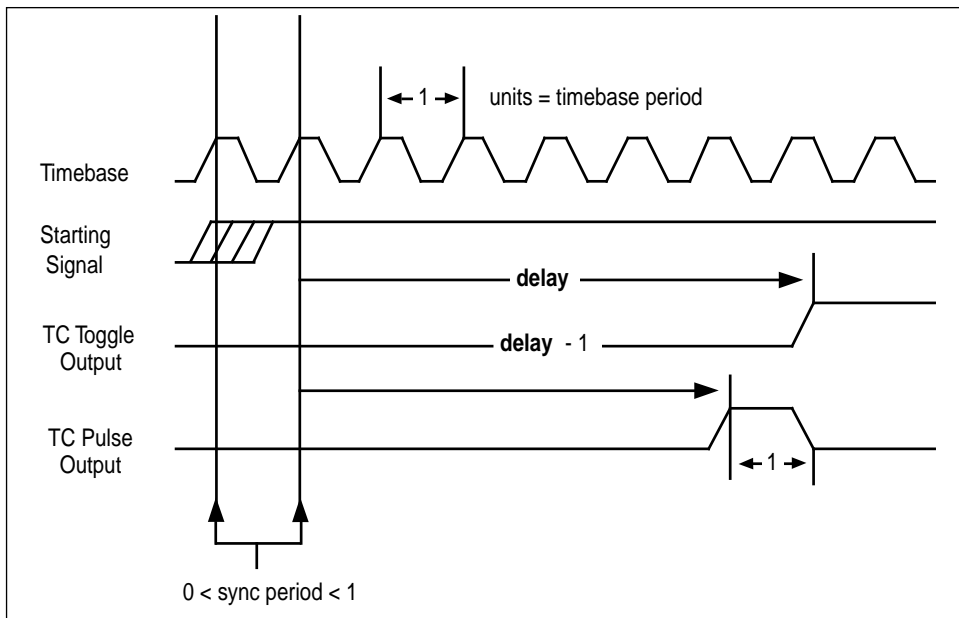 1 units = timebase period
Timebase
Starting
Signal
delay
TC Toggle
Output
delay - 1
TC Pulse
Output
1
0 < sync period < 1